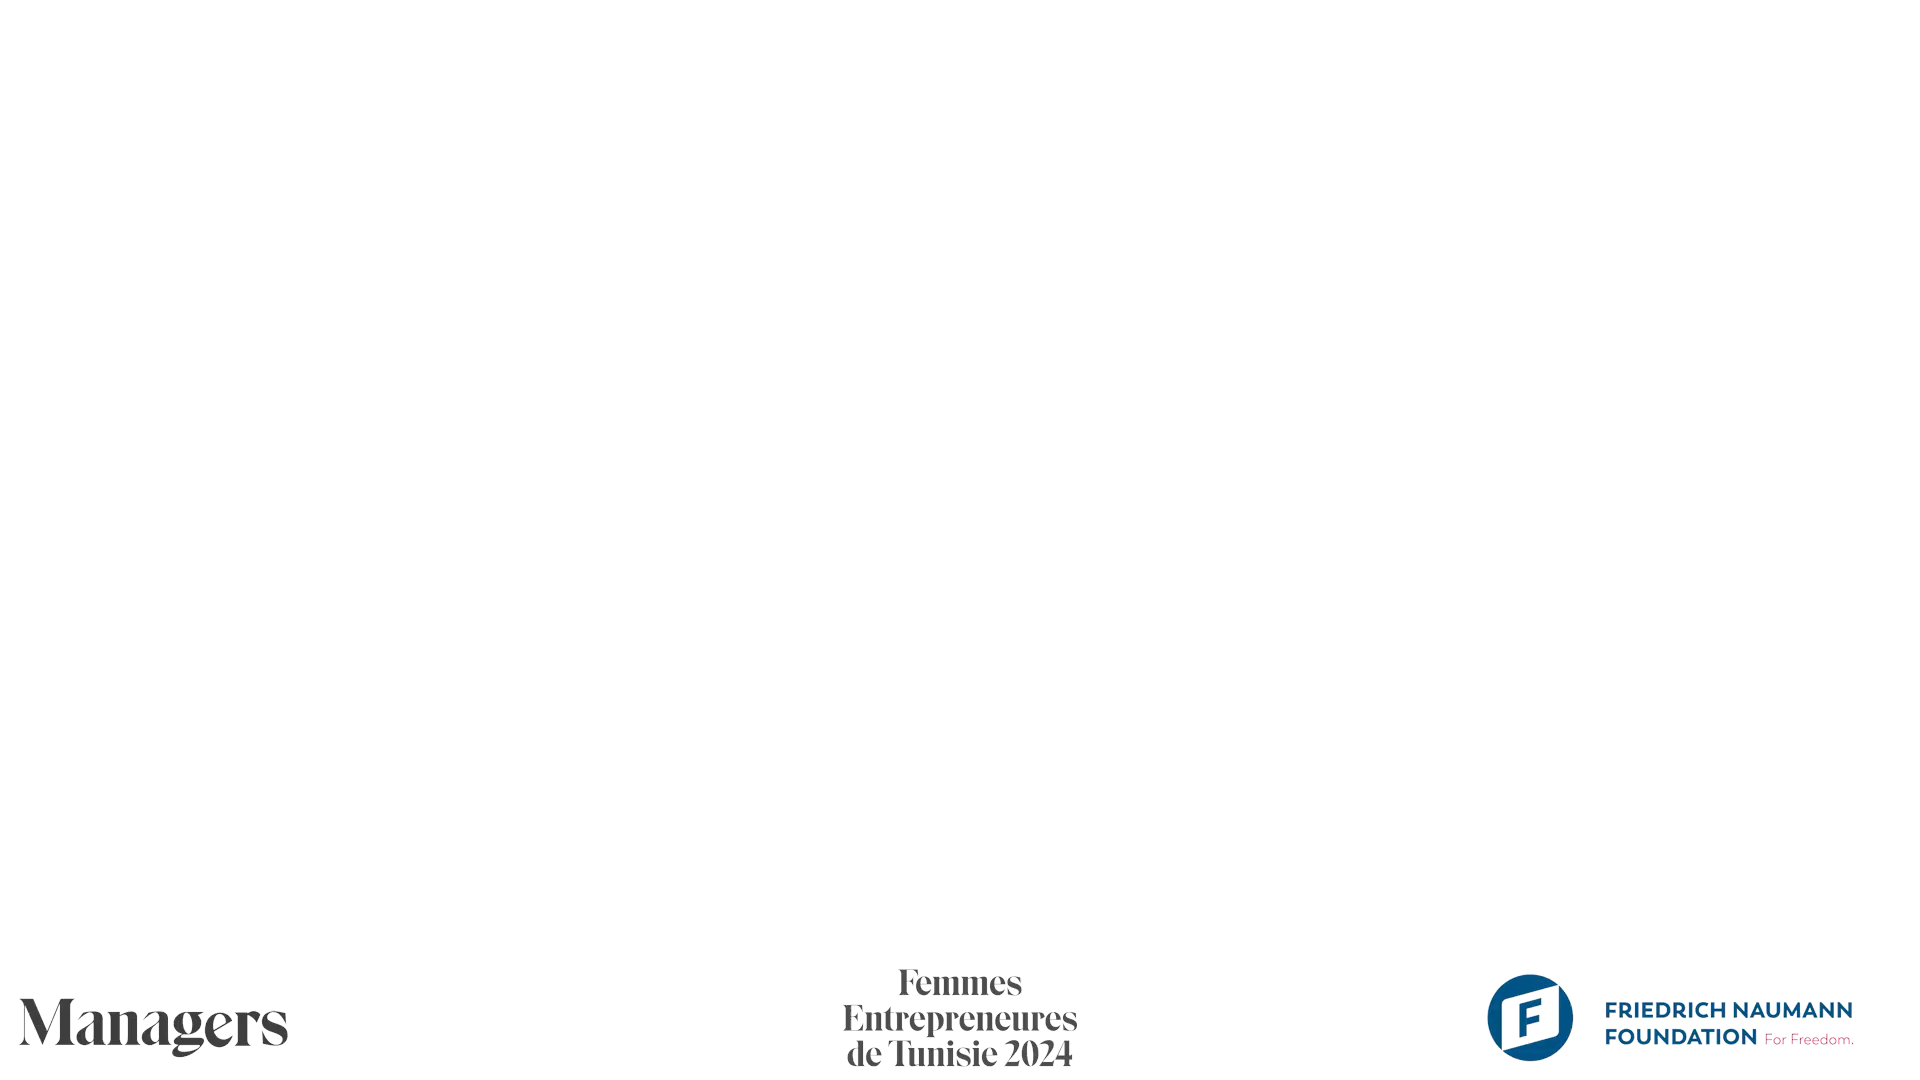 Managers
Femmes
Entrepreneures
de Tunisie 2024
FRIEDRICH NAUMANN
FOUNDATION For Freedom.